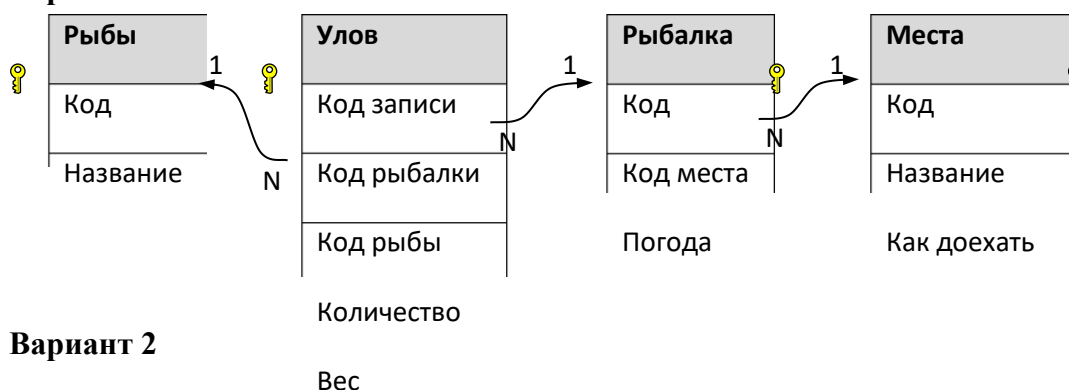 Рыбы Улов Рыбалка Места
1 1 1
Код Код записи Код Код
N N
Название N Код рыбалки Код места Название
Код рыбы Погода Как доехать
Количество
Вариант 2
Вес